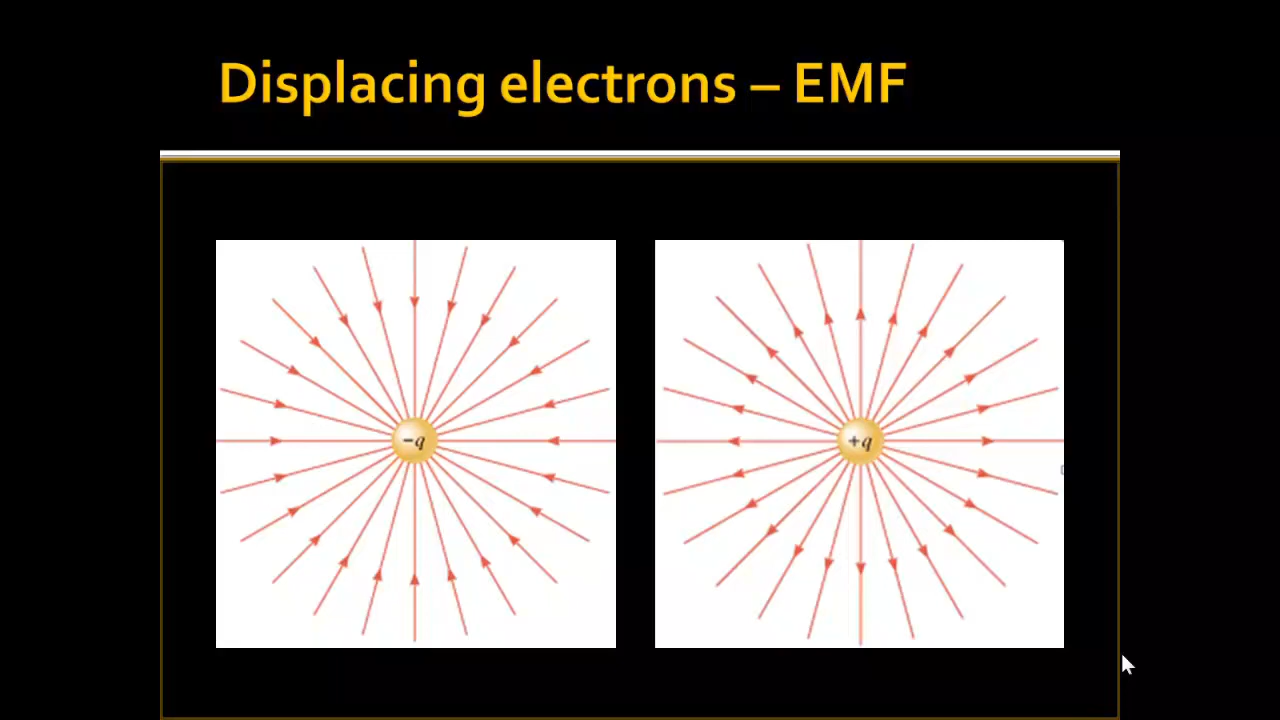 Displacing electrons – EMF
−q
+q